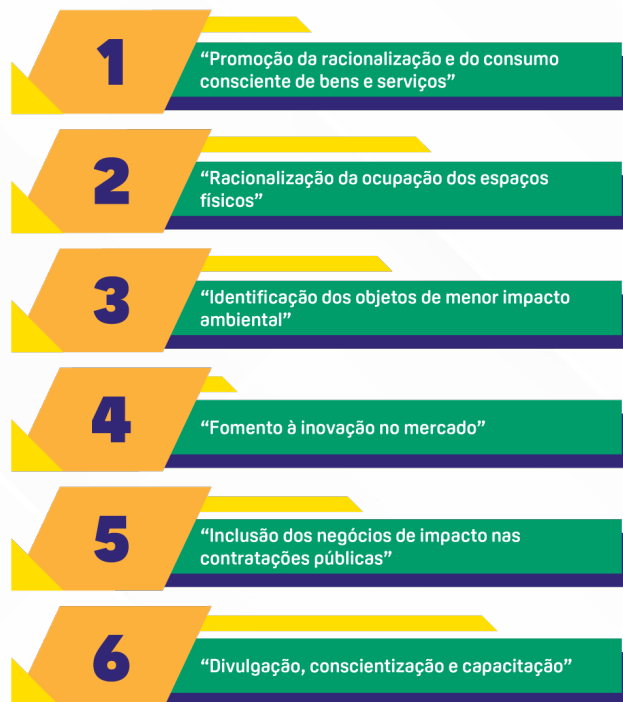 1
“Promoção da racionalização e do consumo
consciente de bens e serviços”
2
“Racionalização da ocupação dos espaços
físicos”
3
“Identificação dos objetos de menor impacto
ambiental”
4
“Fomento à inovação no mercado”
5
“Inclusão dos negócios de impacto nas
contratações públicas”
6
“Divulgação, conscientização e capacitação”